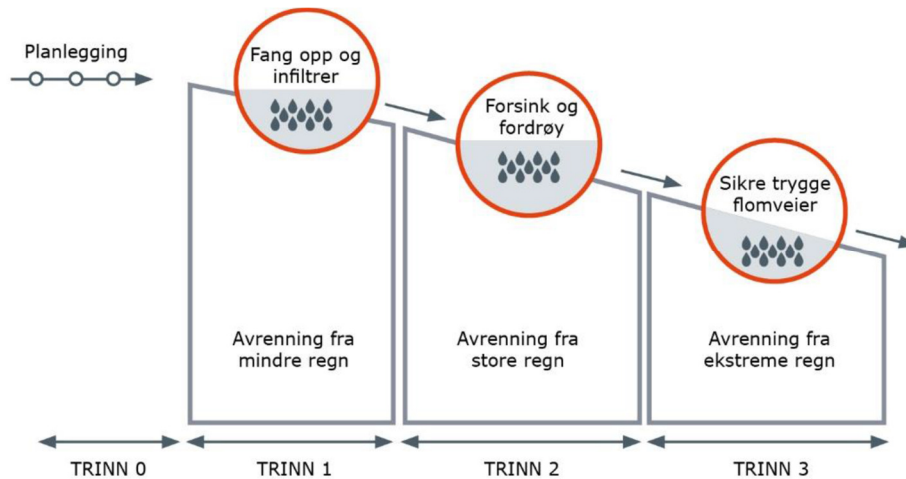 Planlegging
Fang opp og
infiltrer
Forsink og
fordrøy
Sikre trygge
flomveier
Avrenning fra
mindre regn
Avrenning fra
store regn
Avrenning fra
ekstreme regn
TRINN 0
TRINN 1
TRINN 2
TRINN 3